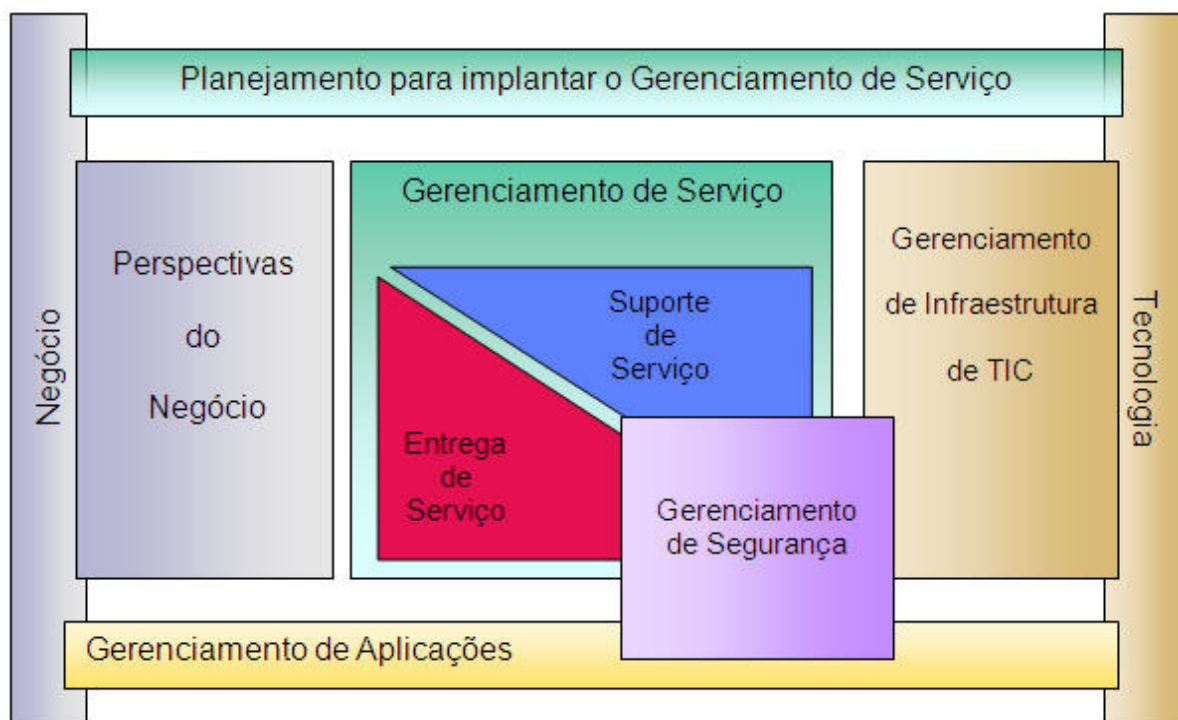 Planejamento para implantar o Gerenciamento de Serviço
Negócio
Perspectivas
do
Negócio
Gerenciamento de Serviço
Suporte
de
Serviço
Entrega
de
Serviço
Gerenciamento
de Segurança
Gerenciamento
de Infraestrutura
de TIC
Tecnologia
Gerenciamento de Aplicações